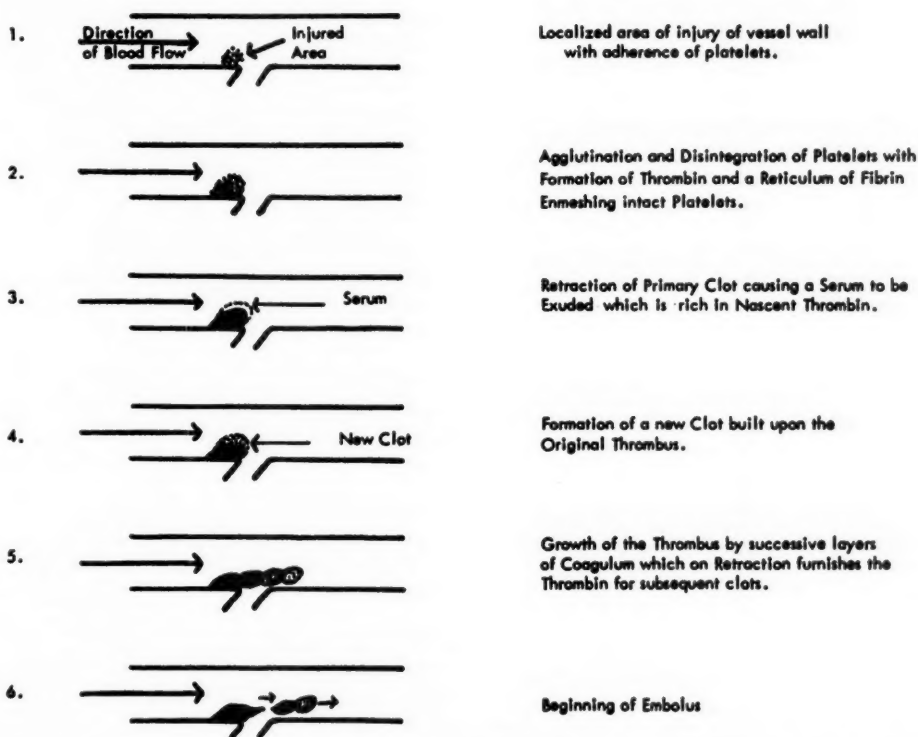 1.
Direction
of Blood Flow
Injured
Area
Localized area of injury of vessel wall
with adherence of platelets.
2.
Agglutination and Disintegration of Platelets with
Formation of Thrombin and a Reticulum of Fibrin
Enmeshing intact Platelets.
3.
Serum
Retraction of Primary Clot causing a Serum to be
Exuded which is rich in Nascent Thrombin.
4.
New Clot
Formation of a new Clot built upon the
Original Thrombus.
5.
Growth of the Thrombus by successive layers
of Coagulum which on Retraction furnishes the
Thrombin for subsequent clots.
6.
Beginning of Embolus